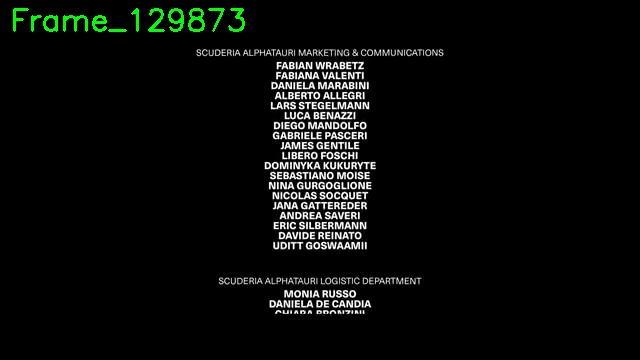 Frame_129873
SCUDERIA ALPHATAURI MARKETING & COMMUNICATIONS
FABIAN WRABETZ
FABIANA VALENTI
DANIELA MARABINI
ALBERTO ALLEGRI
LARS STEGELMANN
LUCA BENAZZI
DIEGO MANDOLFO
GABRIELE PASCERI
JAMES GENTILE
LIBERO FOSCHI
DOMINYKA KUKURYTE
SEBASTIANO MOISE
NINA GURGOGLIONE
NICOLAS SOCQUET
JANA GATTEREDER
ANDREA SAVERI
ERIC SILBERMANN
DAVIDE REINATO
UDITT GOSWAAMII
SCUDERIA ALPHATAURI LOGISTIC DEPARTMENT
MONIA RUSSO
DANIELA DE CANDIA
CHIARA BRONZINI